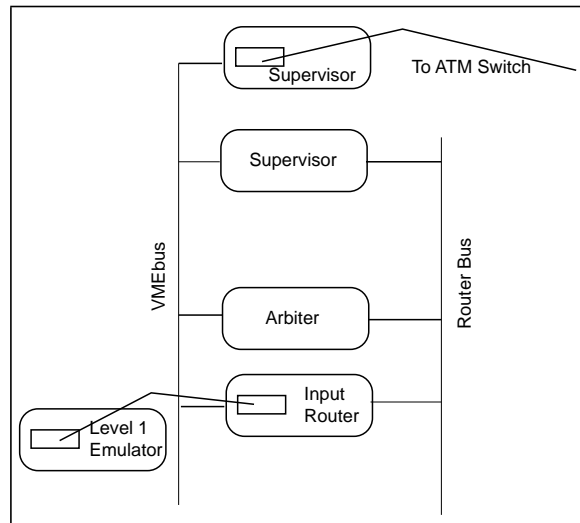 Supervisor
To ATM Switch
Supervisor
VMEbus
Router Bus
Arbiter
Input
Router
Level 1
Emulator